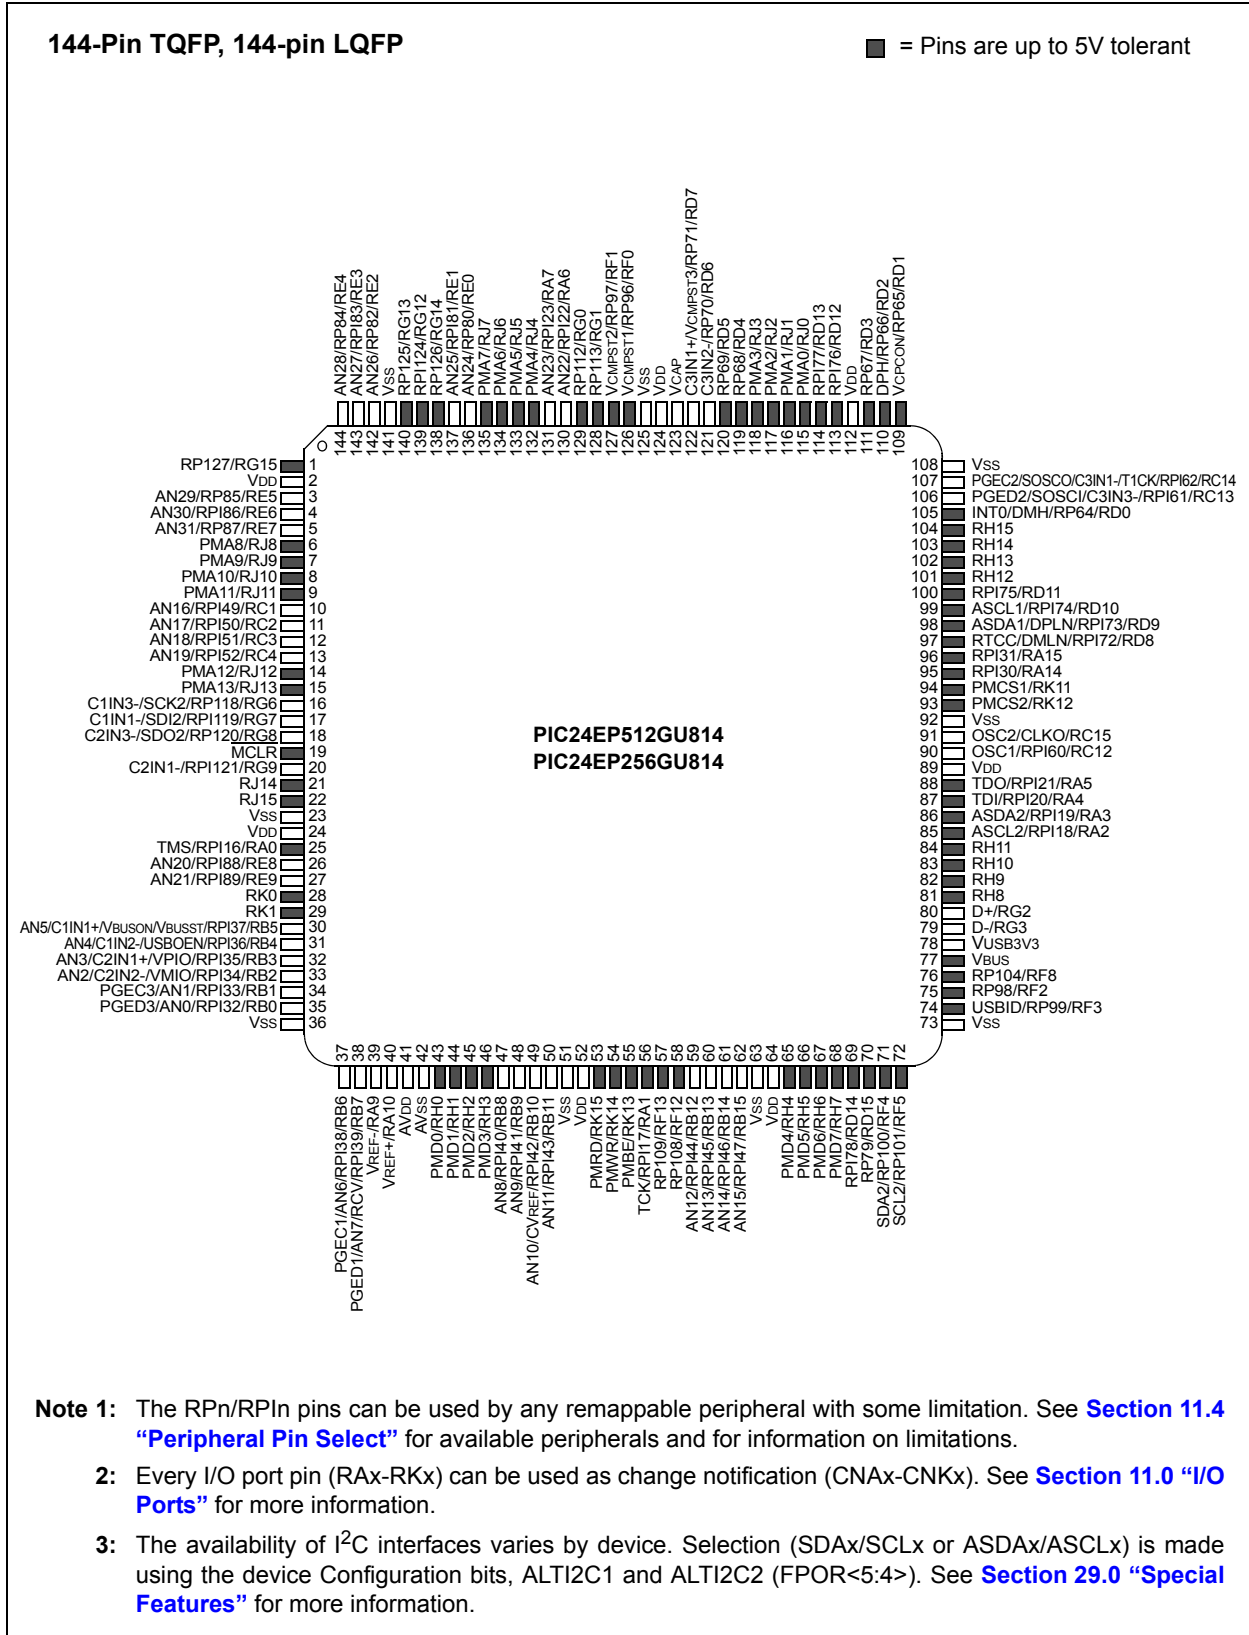 144-Pin TQFP, 144-pin LQFP
= Pins are up to 5V tolerant
AN28/RP84/RE4
AN27/RPI83/RE3
AN26/RP82/RE2
VSS
RP125/RG13
RPI124/RG12
RP126/RG14
AN25/RPI81/RE1
AN24/RP80/RE0
PMA7/RJ7
PMA6/RJ6
PMA5/RJ5
PMA4/RJ4
AN23/RPI23/RA7
AN22/RPI22/RA6
RP112/RG0
RP113/RG1
VCMPST2/RP97/RF1
VCMPST1/RP96/RF0
VSS
VDD
VCAP
C3IN1+/VCMPST3/RP71/RD7
C3IN2-/RP70/RD6
RP69/RD5
RP68/RD4
PMA3/RJ3
PMA2/RJ2
PMA1/RJ1
PMA0/RJ0
RPI77/RD13
RPI76/RD12
VDD
RP67/RD3
DPH/RP66/RD2
VCPCON/RP65/RD1
144 143 142 141 140 139 138 137 136 135 134 133 132 131 130 129 128 127 126 125 124 123 122 121 120 119 118 117 116 115 114 113 112 111 110 109
RP127/RG15 1
VDD 2
AN29/RP85/RE5 3
AN30/RPI86/RE6 4
AN31/RP87/RE7 5
PMA8/RJ8 6
PMA9/RJ9 7
PMA10/RJ10 8
PMA11/RJ11 9
AN16/RPI49/RC1 10
AN17/RPI50/RC2 11
AN18/RPI51/RC3 12
AN19/RPI52/RC4 13
PMA12/RJ12 14
PMA13/RJ13 15
C1IN3-/SCK2/RP118/RG6 16
C1IN1-/SDI2/RPI119/RG7 17
C2IN3-/SDO2/RP120/RG8 18
MCLR 19
C2IN1-/RPI121/RG9 20
RJ14 21
RJ15 22
VSS 23
VDD 24
TMS/RPI16/RA0 25
AN20/RPI88/RE8 26
AN21/RPI89/RE9 27
RK0 28
RK1 29
AN5/C1IN1+/VBUSON/VBUSST/RPI37/RB5 30
AN4/C1IN2-/USBOEN/RPI36/RB4 31
AN3/C2IN1+/VPIO/RPI35/RB3 32
AN2/C2IN2-/VMIO/RPI34/RB2 33
PGEC3/AN1/RPI33/RB1 34
PGED3/AN0/RPI32/RB0 35
VSS 36
PIC24EP512GU814
PIC24EP256GU814
108 VSS
107 PGEC2/SOSCO/C3IN1-/T1CK/RPI62/RC14
106 PGED2/SOSCI/C3IN3-/RPI61/RC13
105 INT0/DMH/RP64/RD0
104 RH15
103 RH14
102 RH13
101 RH12
100 RPI75/RD11
99 ASCL1/RPI74/RD10
98 ASDA1/DPLN/RPI73/RD9
97 RTCC/DMLN/RPI72/RD8
96 RPI31/RA15
95 RPI30/RA14
94 PMCS1/RK11
93 PMCS2/RK12
92 VSS
91 OSC2/CLKO/RC15
90 OSC1/RPI60/RC12
89 VDD
88 TDO/RPI21/RA5
87 TDI/RPI20/RA4
86 ASDA2/RPI19/RA3
85 ASCL2/RPI18/RA2
84 RH11
83 RH10
82 RH9
81 RH8
80 D+/RG2
79 D-/RG3
78 VUSB3V3
77 VBUS
76 RP104/RF8
75 RP98/RF2
74 USBID/RP99/RF3
73 VSS
37 38 39 40 41 42 43 44 45 46 47 48 49 50 51 52 53 54 55 56 57 58 59 60 61 62 63 64 65 66 67 68 69 70 71 72
PGEC1/AN6/RPI38/RB6
PGED1/AN7/RCV/RPI39/RB7
VREF-/RA9
VREF+/RA10
AVDD
AVSS
PMD0/RH0
PMD1/RH1
PMD2/RH2
PMD3/RH3
AN8/RPI40/RB8
AN9/RPI41/RB9
AN10/CVREF/RPI42/RB10
AN11/RPI43/RB11
VSS
VDD
PMRD/RK15
PMWR/RK14
PMBE/RK13
TCK/RPI17/RA1
RP109/RF13
RP108/RF12
AN12/RPI44/RB12
AN13/RPI45/RB13
AN14/RPI46/RB14
AN15/RPI47/RB15
VSS
VDD
PMD4/RH4
PMD5/RH5
PMD6/RH6
PMD7/RH7
RPI78/RD14
RP79/RD15
SDA2/RP100/RF4
SCL2/RP101/RF5
Note 1: The RPn/RPIn pins can be used by any remappable peripheral with some limitation. See Section 11.4
“Peripheral Pin Select” for available peripherals and for information on limitations.
2: Every I/O port pin (RAx-RKx) can be used as change notification (CNAx-CNKx). See Section 11.0 “I/O
Ports” for more information.
3: The availability of I2C interfaces varies by device. Selection (SDAx/SCLx or ASDAx/ASCLx) is made
using the device Configuration bits, ALTI2C1 and ALTI2C2 (FPOR<5:4>). See Section 29.0 “Special
Features” for more information.